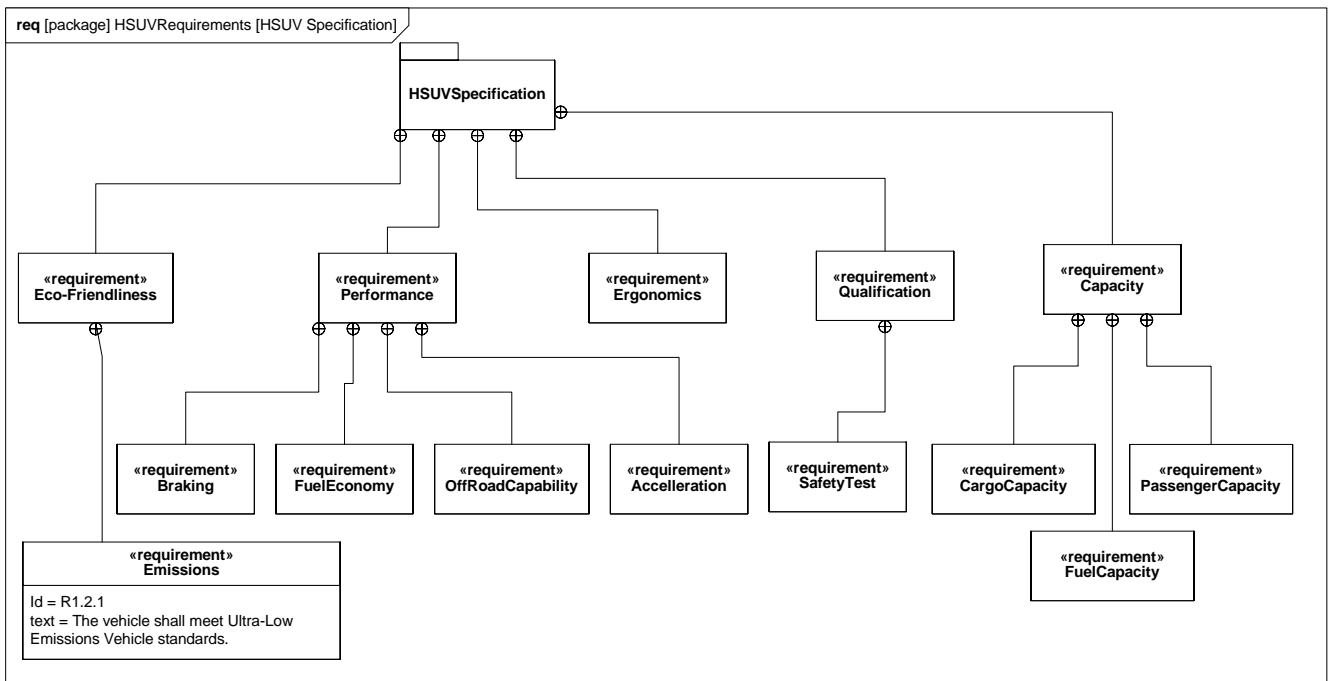 req [package] HSUVRequirements [HSUV Specification]
HSUVSpecification
«requirement»
Eco-Friendliness
«requirement»
Performance
«requirement»
Ergonomics
«requirement»
Qualification
«requirement»
Capacity
«requirement»
Braking
«requirement»
FuelEconomy
«requirement»
OffRoadCapability
«requirement»
Accelleration
«requirement»
SafetyTest
«requirement»
CargoCapacity
«requirement»
PassengerCapacity
«requirement»
Emissions
Id = R1.2.1
text = The vehicle shall meet Ultra-Low
Emissions Vehicle standards.
«requirement»
FuelCapacity